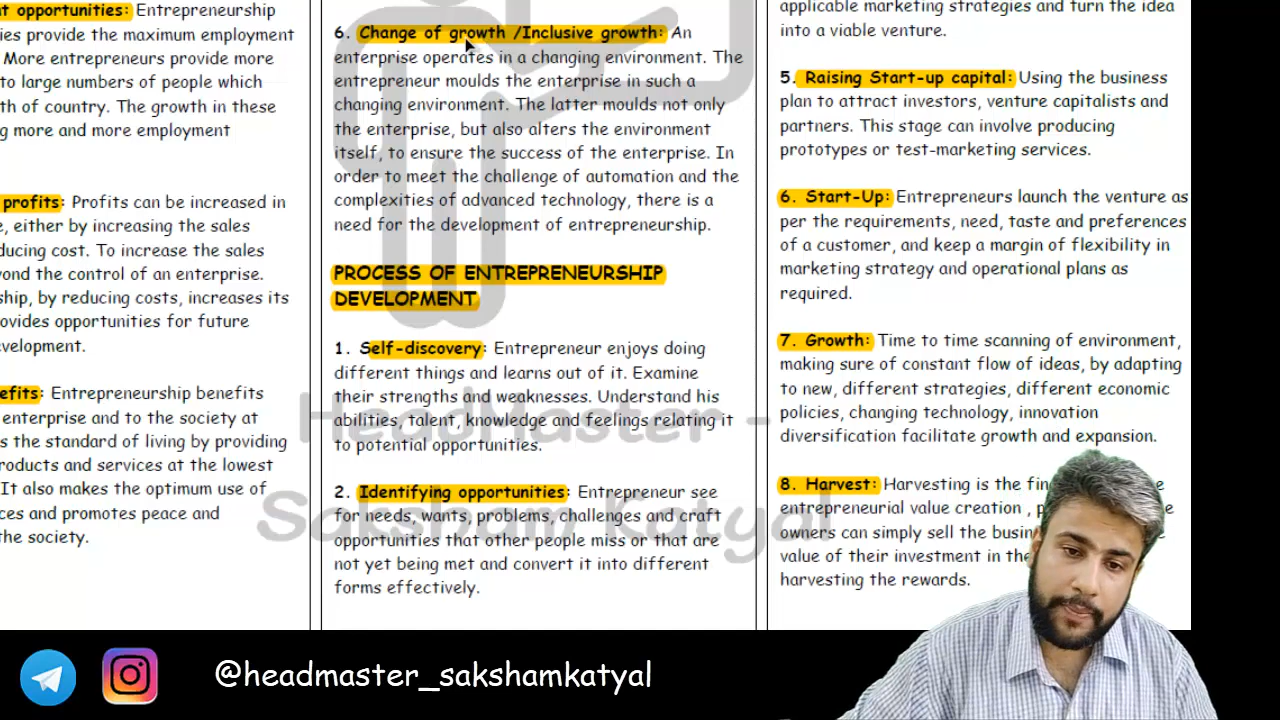 at opportunities: Entrepreneurship
ies provide the maximum employment
More entrepreneurs provide more
to large numbers of people which
th of country. The growth in these
g more and more employment
profits: Profits can be increased in
e, either by increasing the sales
ducing cost. To increase the sales
yond the control of an enterprise.
ship, by reducing costs, increases its
rovides opportunities for future
evelopment.
efits: Entrepreneurship benefits
enterprise and to the society at
s the standard of living by providing
roducts and services at the lowest
It also makes the optimum use of
ces and promotes peace and
the society.
6. Change of growth /Inclusive growth: An
enterprise operates in a changing environment. The
entrepreneur moulds the enterprise in such a
changing environment. The latter moulds not only
the enterprise, but also alters the environment
itself, to ensure the success of the enterprise. In
order to meet the challenge of automation and the
complexities of advanced technology, there is a
need for the development of entrepreneurship.
PROCESS OF ENTREPRENEURSHIP
DEVELOPMENT
1. Self-discovery: Entrepreneur enjoys doing
different things and learns out of it. Examine
their strengths and weaknesses. Understand his
abilities, talent, knowledge and feelings relating it
to potential opportunities.
2. Identifying opportunities: Entrepreneur see
for needs, wants, problems, challenges and craft
opportunities that other people miss or that are
not yet being met and convert it into different
forms effectively.
applicable marketing strategies and turn the idea
into a viable venture.
5. Raising Start-up capital: Using the business
plan to attract investors, venture capitalists and
partners. This stage can involve producing
prototypes or test-marketing services.
6. Start-Up: Entrepreneurs launch the venture as
per the requirements, need, taste and preferences
of a customer, and keep a margin of flexibility in
marketing strategy and operational plans as
required.
7. Growth: Time to time scanning of environment,
making sure of constant flow of ideas, by adapting
to new, different strategies, different economic
policies, changing technology, innovation
diversification facilitate growth and expansion.
8. Harvest: Harvesting is the
entrepreneurial value creation ,
owners can simply sell the
value of their investment in
harvesting the rewards.
HeadMaster -
Saksham Katyal
@headmaster_sakshamkatyal